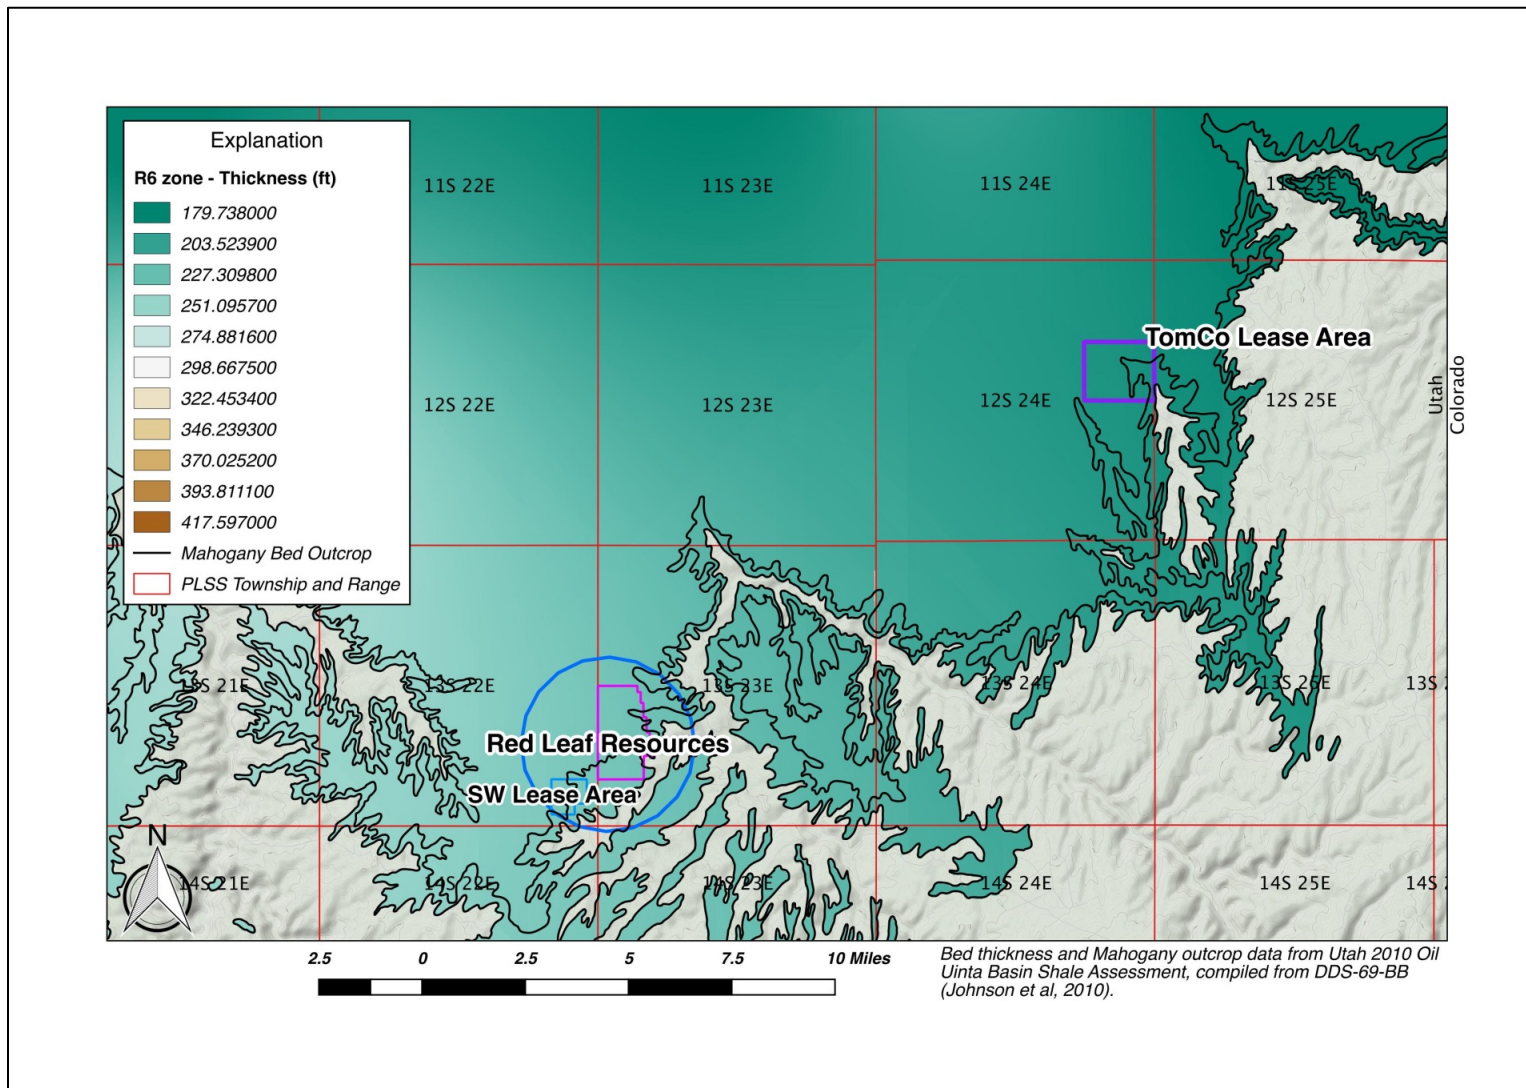 Explanation
R6 zone - Thickness (ft)
179.738000
203.523900
227.309800
251.095700
274.881600
298.667500
322.453400
346.239300
370.025200
393.811100
417.597000
Mahogany Bed Outcrop
PLSS Township and Range
11S 22E
11S 23E
11S 24E
11S 25E
TomCo Lease Area
12S 22E
12S 23E
12S 24E
12S 25E
Utah
Colorado
13S 21E
13S 22E
13S 23E
13S 24E
13S 25E
13S
Red Leaf Resources
SW Lease Area
N
14S 21E
14S 22E
14S 23E
14S 24E
14S 25E
14S
2.5 0 2.5 5 7.5 10 Miles
Bed thickness and Mahogany outcrop data from Utah 2010 Oil
Uinta Basin Shale Assessment, compiled from DDS-69-BB
(Johnson et al, 2010).